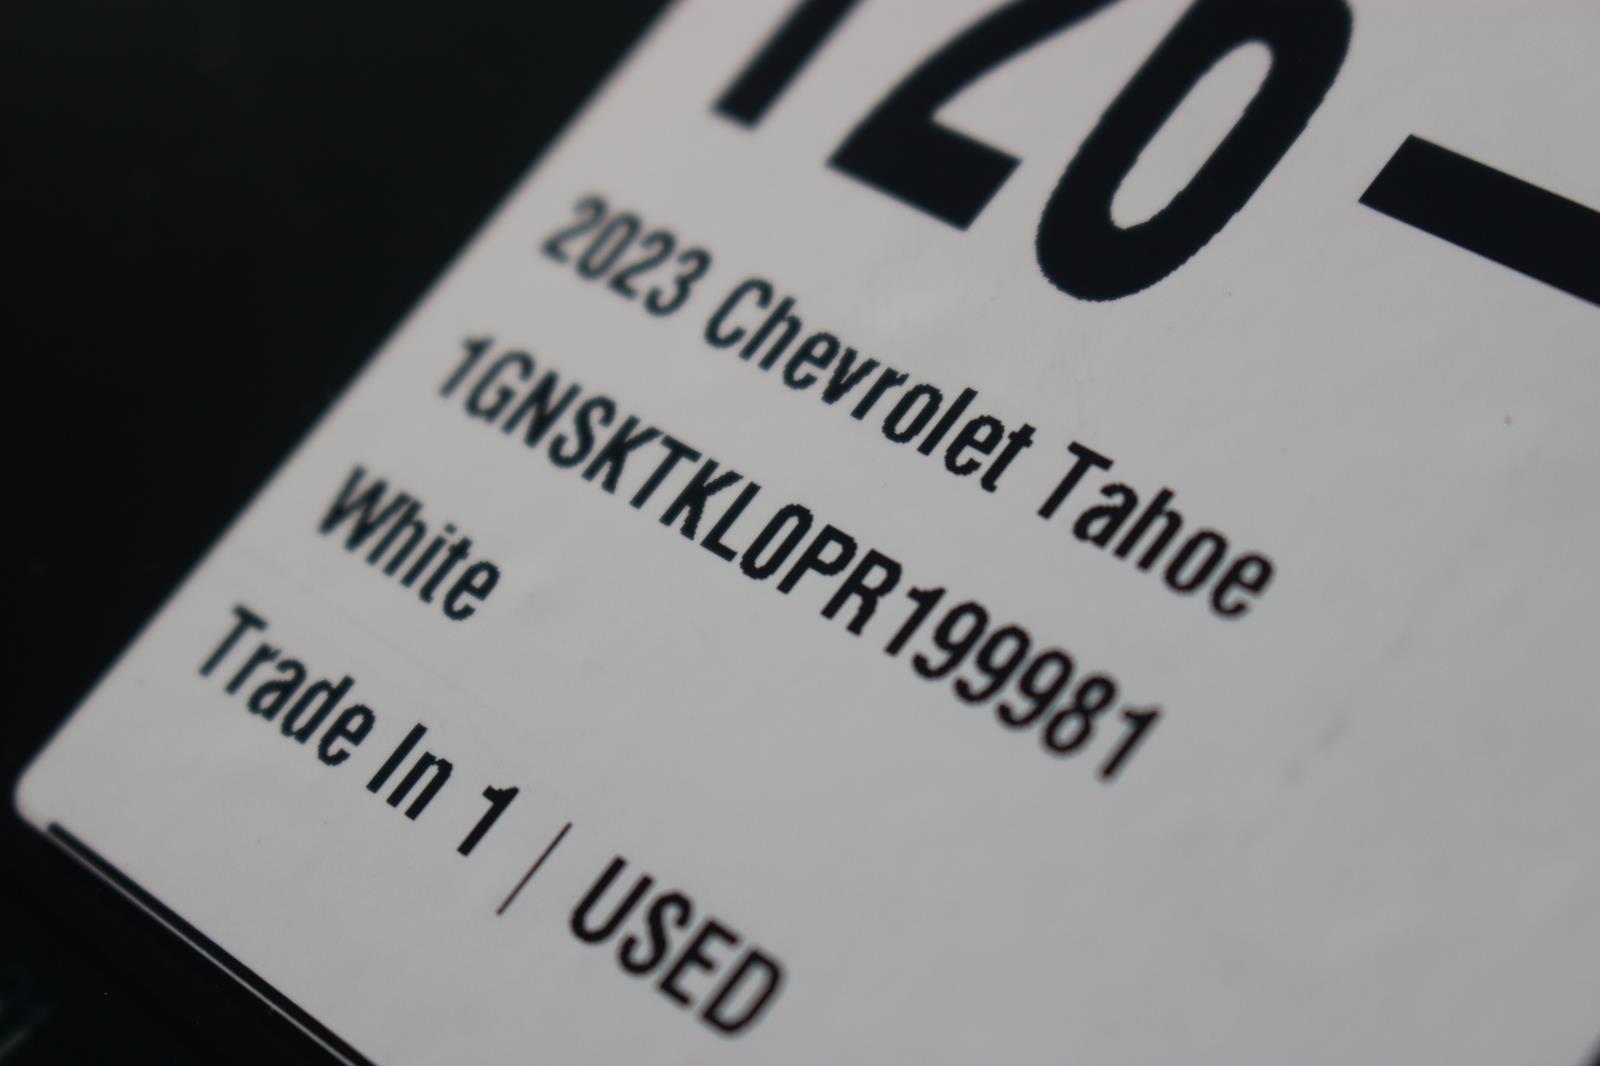 120-
2023 Chevrolet Tahoe
1GNSKTKL0PR199981
White
Trade In 1 | USED